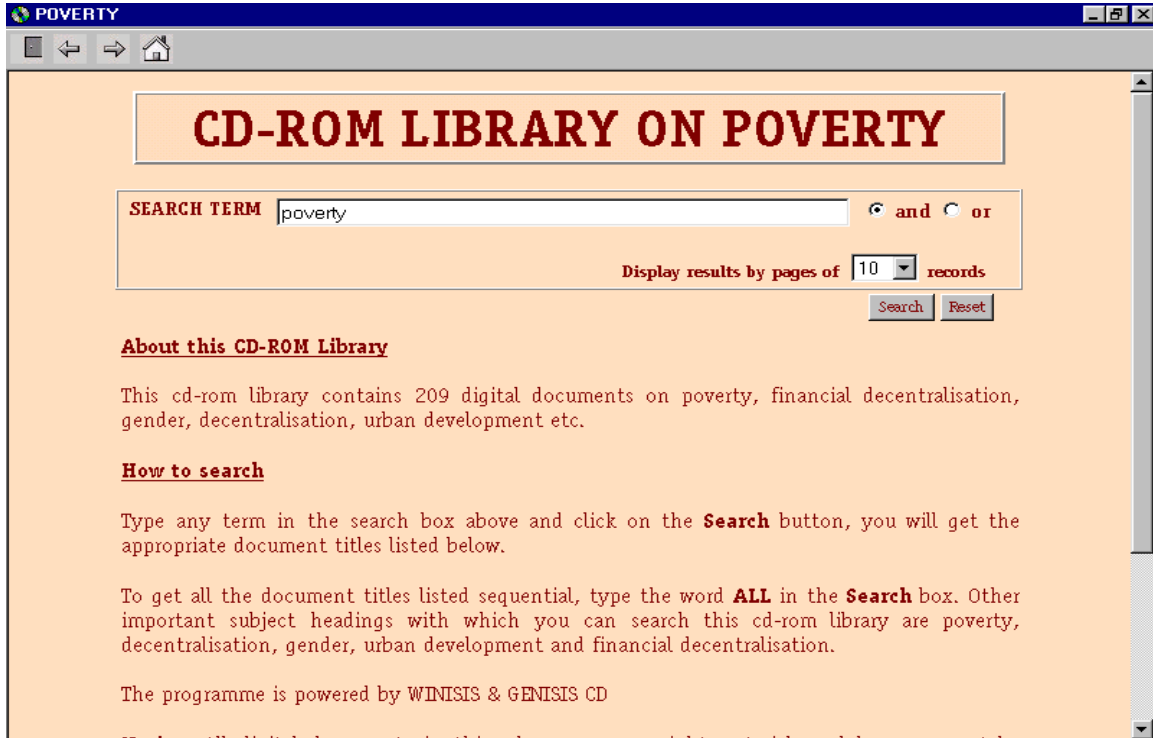 POVERTY
CD-ROM LIBRARY ON POVERTY
SEARCH TERM poverty and or
Display results by pages of 10 records
Search Reset
About this CD-ROM Library
This cd-rom library contains 209 digital documents on poverty, financial decentralisation,
gender, decentralisation, urban development etc.
How to search
Type any term in the search box above and click on the Search button, you will get the
appropriate document titles listed below.
To get all the document titles listed sequential, type the word ALL in the Search box. Other
important subject headings with which you can search this cd-rom library are poverty,
decentralisation, gender, urban development and financial decentralisation.
The programme is powered by WINISIS & GENISIS CD